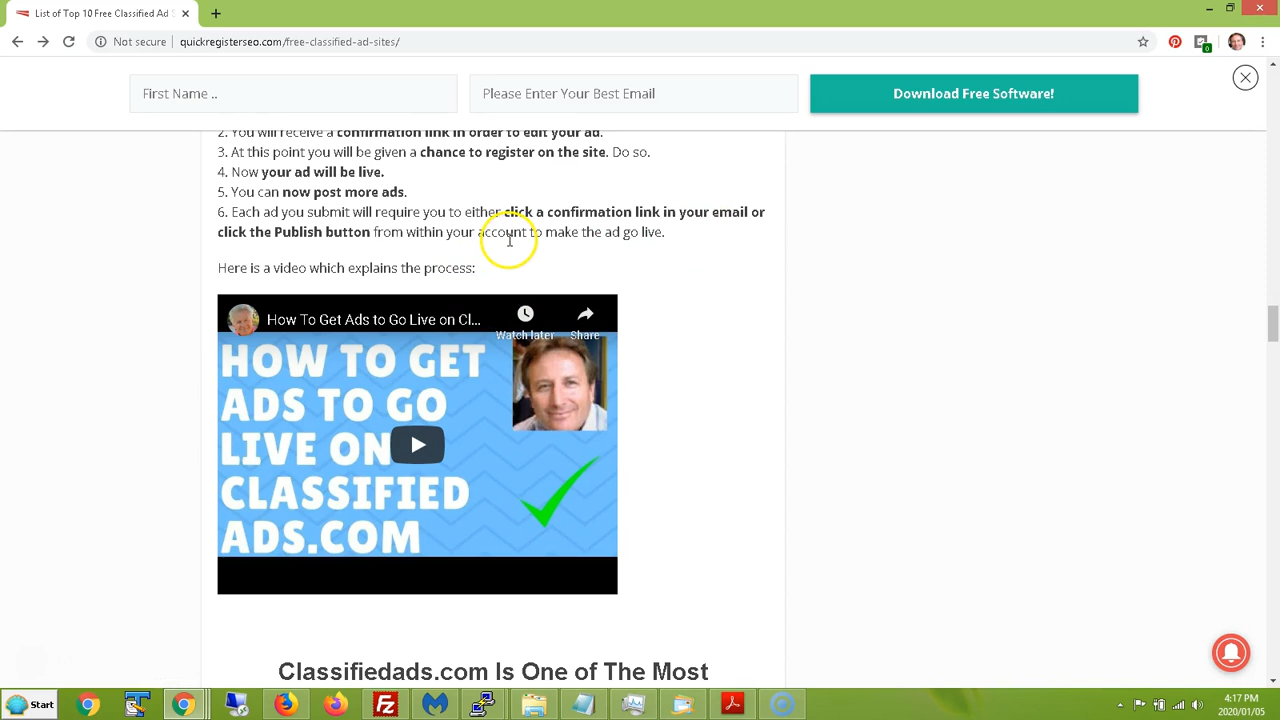 List of Top 10 Free Classified Ad S
Not secure
quickregisterseo.com/free-classified-ad-sites/
0
First Name ..
Please Enter Your Best Email
Download Free Software!
2. You will receive a confirmation link in order to edit your ad.
3. At this point you will be given a chance to register on the site. Do so.
4. Now your ad will be live.
5. You can now post more ads.
6. Each ad you submit will require you to either click a confirmation link in your email or
click the Publish button from within your account to make the ad go live.
Here is a video which explains the process:
How To Get Ads to Go Live on Cl...
Watch later
Share
HOW TO GET
ADS TO GO
LIVE ON
CLASSIFIED
ADS.COM
Classifiedads.com Is One of The Most
Start
4:17 PM
2020/01/05